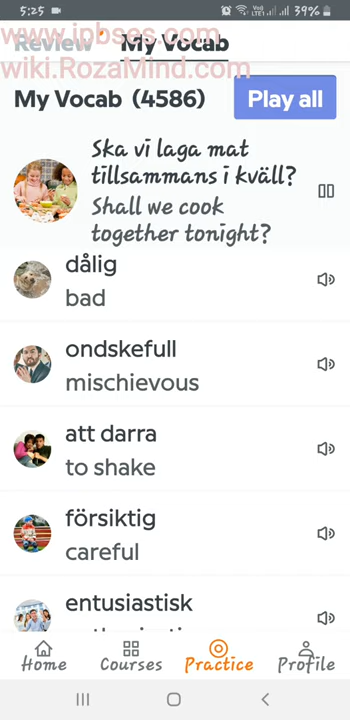 5:25
Vo))
LTE1
39%
www.ipbses.com
Review
My Vocab
wiki.RozaMind.com
My Vocab (4586)
Play all
Ska vi laga mat
tillsammans i kväll?
Shall we cook
together tonight?
dålig
bad
ondskefull
mischievous
att darra
to shake
försiktig
careful
entusiastisk
Home
Courses
Practice
Profile